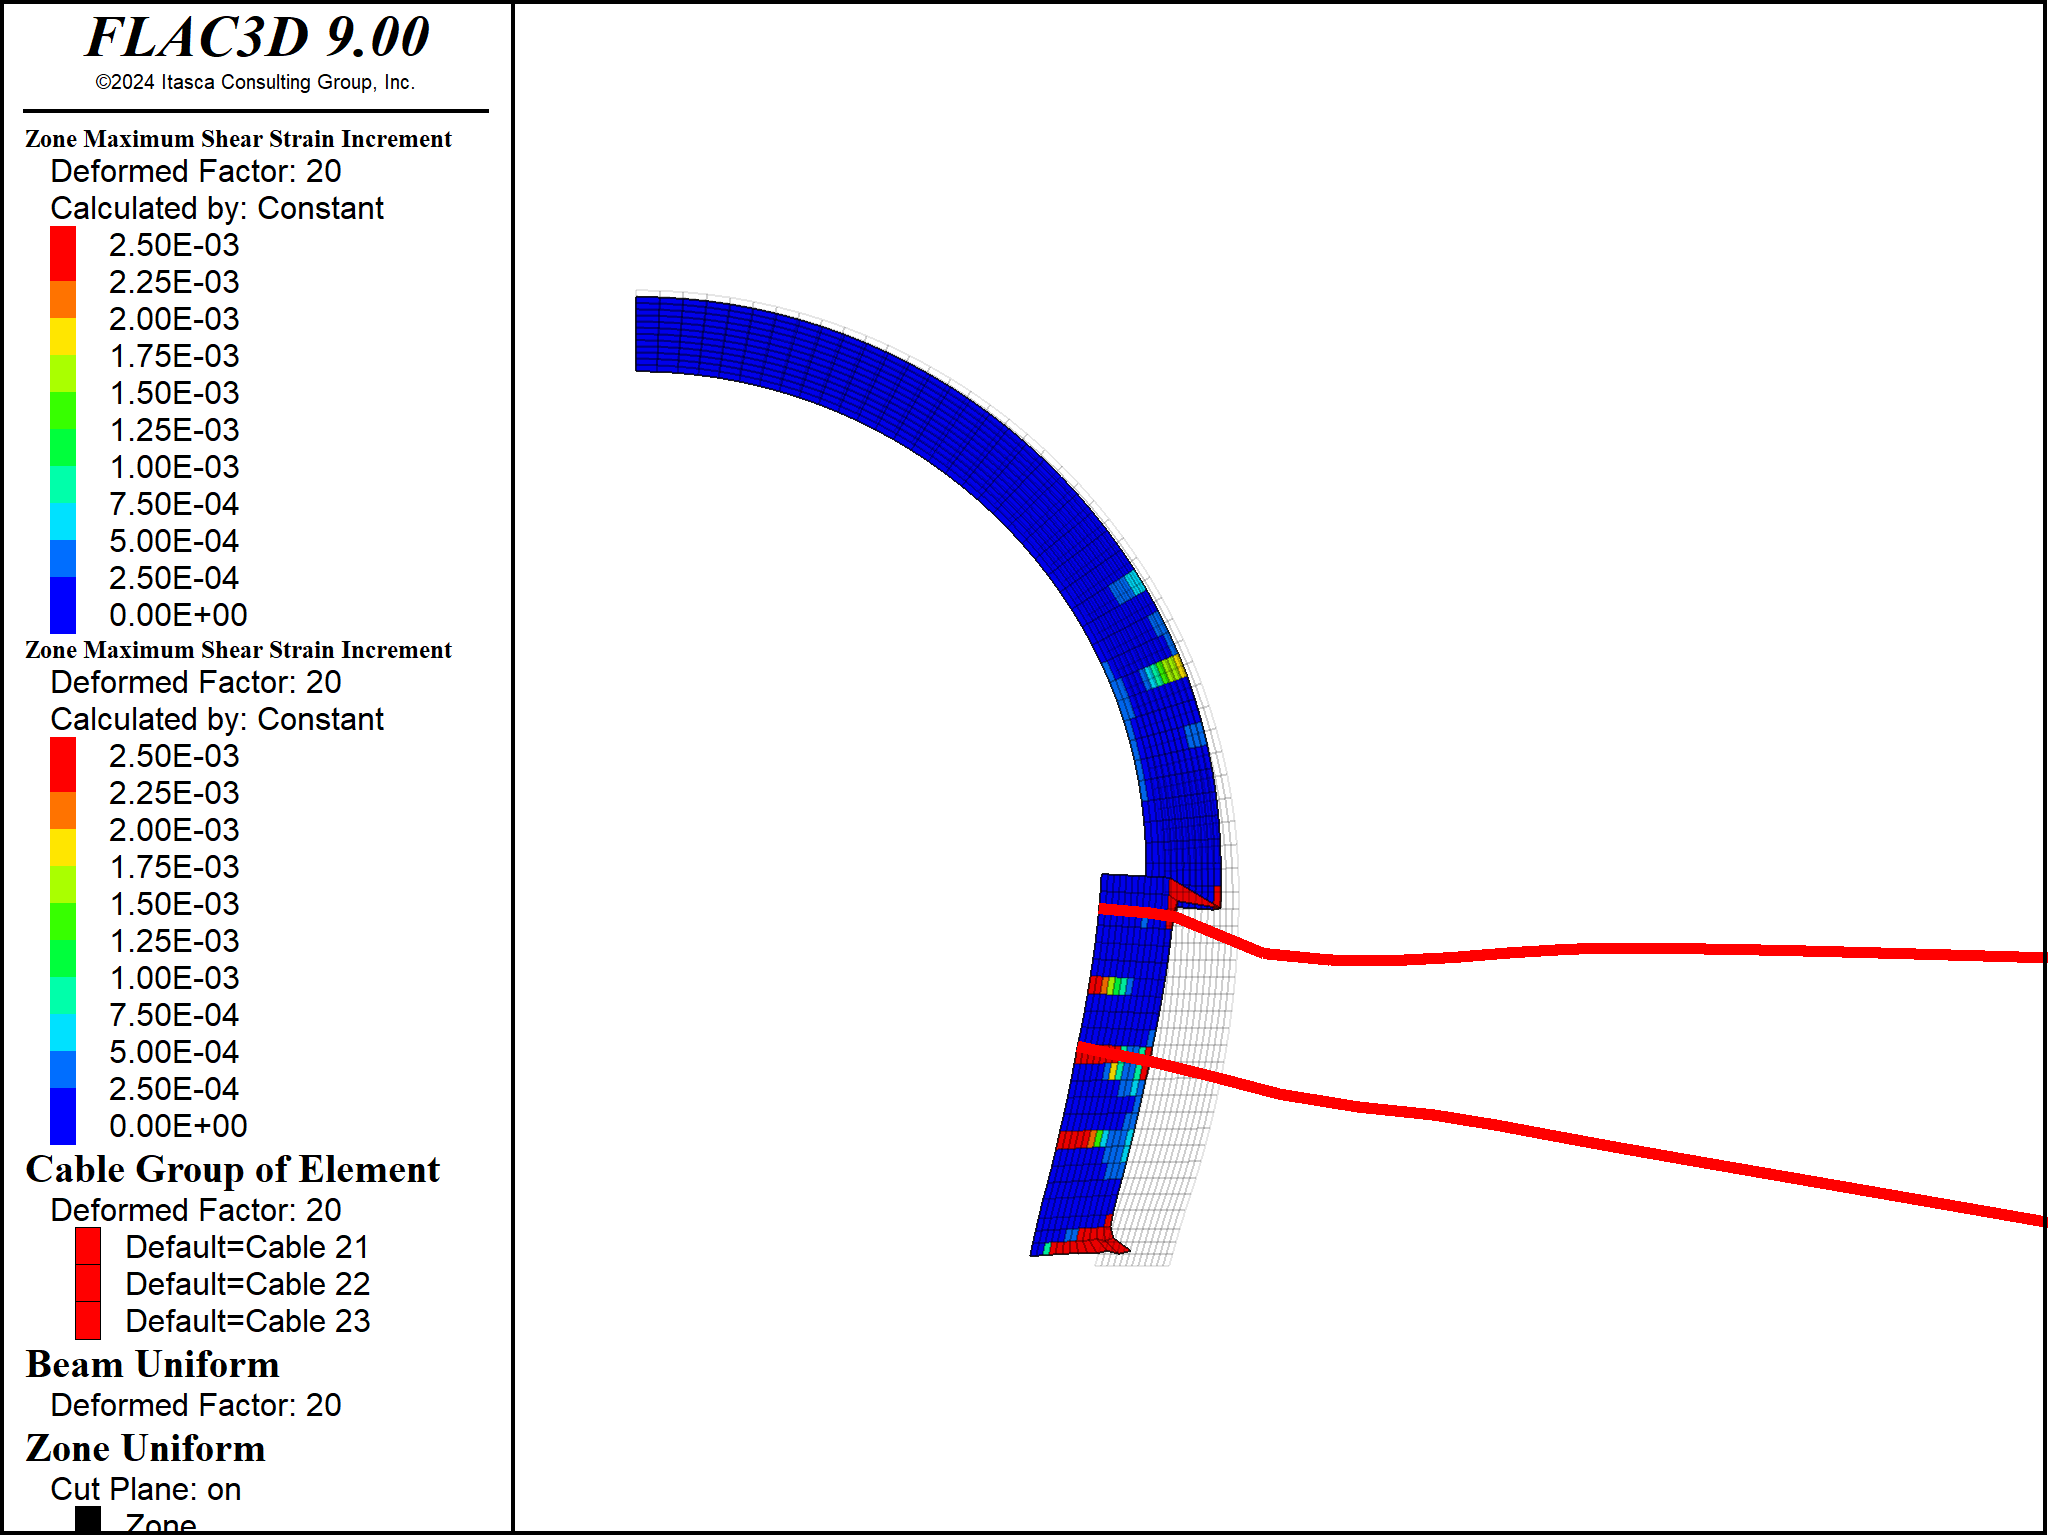 FLAC3D 9.00
©2024 Itasca Consulting Group, Inc.
Zone Maximum Shear Strain Increment
Deformed Factor: 20
Calculated by: Constant
2.50E-03
2.25E-03
2.00E-03
1.75E-03
1.50E-03
1.25E-03
1.00E-03
7.50E-04
5.00E-04
2.50E-04
0.00E+00
Zone Maximum Shear Strain Increment
Deformed Factor: 20
Calculated by: Constant
2.50E-03
2.25E-03
2.00E-03
1.75E-03
1.50E-03
1.25E-03
1.00E-03
7.50E-04
5.00E-04
2.50E-04
0.00E+00
Cable Group of Element
Deformed Factor: 20
Default=Cable 21
Default=Cable 22
Default=Cable 23
Beam Uniform
Deformed Factor: 20
Zone Uniform
Cut Plane: on
Zone